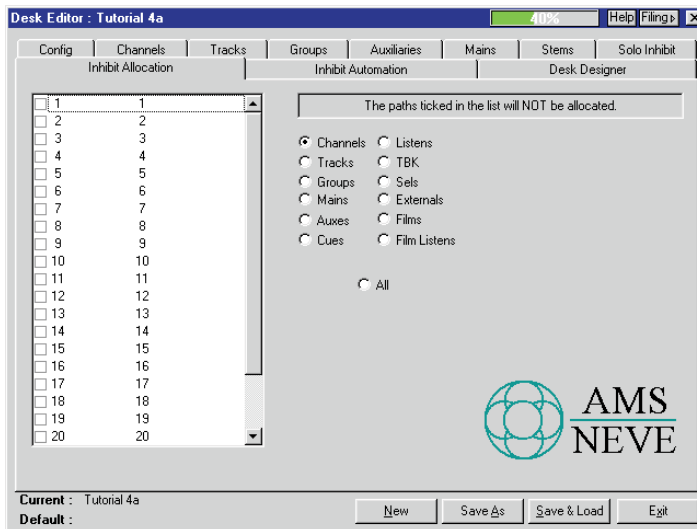 Desk Editor : Tutorial 4a 40% Help Filing
Config Channels Tracks Groups Auxiliaries Mains Stems Solo Inhibit
Inhibit Allocation Inhibit Automation Desk Designer
The paths ticked in the list will NOT be allocated.
1 1
2 2
3 3
4 4
5 5
6 6
7 7
8 8
9 9
10 10
11 11
12 12
13 13
14 14
15 15
16 16
17 17
18 18
19 19
20 20
Channels Listens
Tracks TBK
Groups Sels
Mains Externals
Auxes Films
Cues Film Listens
All
AMS
NEVE
Current : Tutorial 4a
Default :
New Save As Save & Load Exit